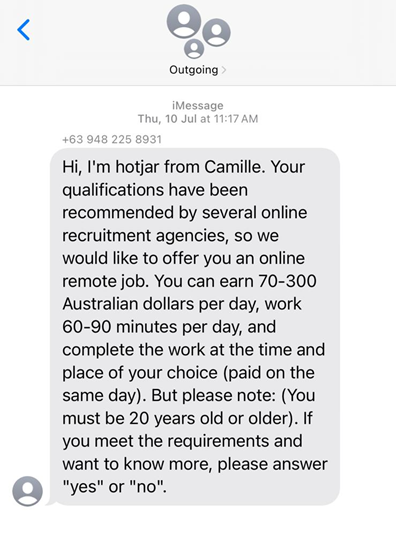 Outgoing
iMessage
Thu, 10 Jul at 11:17 AM
+63 948 225 8931
Hi, I'm hotjar from Camille. Your
qualifications have been
recommended by several online
recruitment agencies, so we
would like to offer you an online
remote job. You can earn 70-300
Australian dollars per day, work
60-90 minutes per day, and
complete the work at the time and
place of your choice (paid on the
same day). But please note: (You
must be 20 years old or older). If
you meet the requirements and
want to know more, please answer
"yes" or "no".